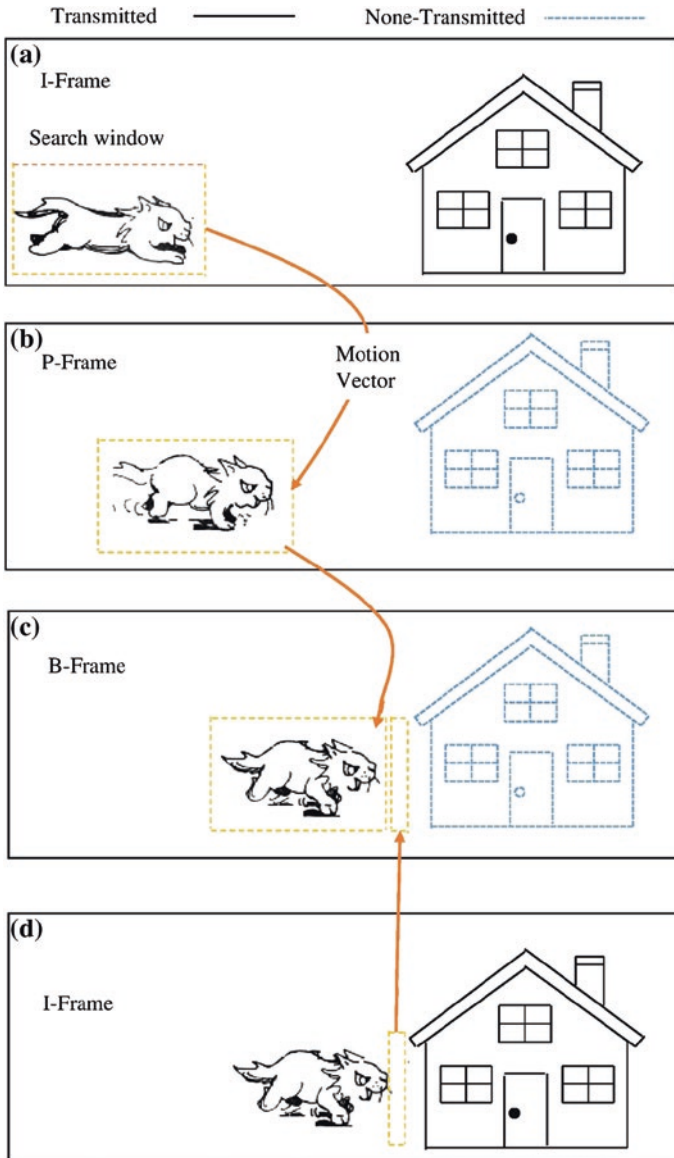 Transmitted
None-Transmitted
(a)
I-Frame
Search window
(b)
P-Frame
Motion
Vector
(c)
B-Frame
(d)
I-Frame